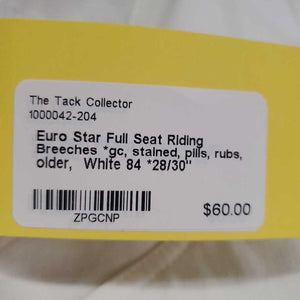 The Tack Collector
1000042-204
Euro Star Full Seat Riding
Breeches *gc, stained, pills, rubs,
older, White 84 *28/30"
ZPGCNP
$60.00